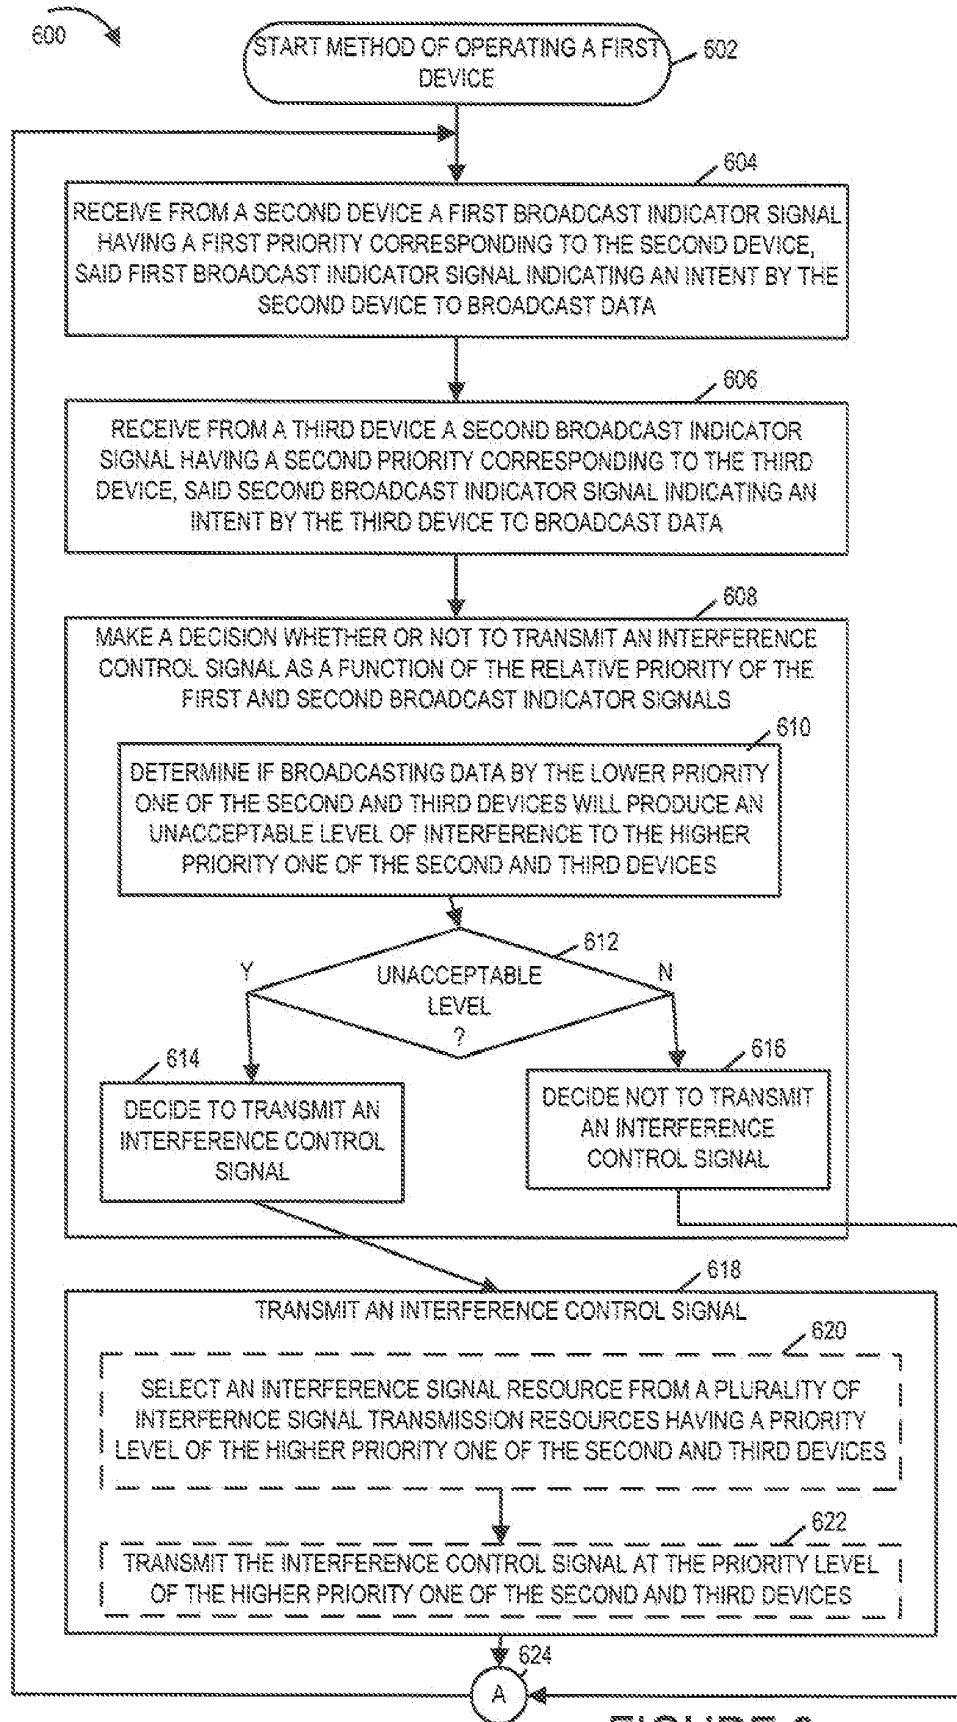 600
START METHOD OF OPERATING A FIRST
DEVICE
602
604
RECEIVE FROM A SECOND DEVICE A FIRST BROADCAST INDICATOR SIGNAL
HAVING A FIRST PRIORITY CORRESPONDING TO THE SECOND DEVICE,
SAID FIRST BROADCAST INDICATOR SIGNAL INDICATING AN INTENT BY THE
SECOND DEVICE TO BROADCAST DATA
606
RECEIVE FROM A THIRD DEVICE A SECOND BROADCAST INDICATOR
SIGNAL HAVING A SECOND PRIORITY CORRESPONDING TO THE THIRD
DEVICE, SAID SECOND BROADCAST INDICATOR SIGNAL INDICATING AN
INTENT BY THE THIRD DEVICE TO BROADCAST DATA
608
MAKE A DECISION WHETHER OR NOT TO TRANSMIT AN INTERFERENCE
CONTROL SIGNAL AS A FUNCTION OF THE RELATIVE PRIORITY OF THE
FIRST AND SECOND BROADCAST INDICATOR SIGNALS
610
DETERMINE IF BROADCASTING DATA BY THE LOWER PRIORITY
ONE OF THE SECOND AND THIRD DEVICES WILL PRODUCE AN
UNACCEPTABLE LEVEL OF INTERFERENCE TO THE HIGHER
PRIORITY ONE OF THE SECOND AND THIRD DEVICES
612
Y
UNACCEPTABLE
LEVEL
?
N
614
DECIDE TO TRANSMIT AN
INTERFERENCE CONTROL
SIGNAL
616
DECIDE NOT TO TRANSMIT
AN INTERFERENCE
CONTROL SIGNAL
618
TRANSMIT AN INTERFERENCE CONTROL SIGNAL
620
SELECT AN INTERFERENCE SIGNAL RESOURCE FROM A PLURALITY OF
INTERFERNCE SIGNAL TRANSMISSION RESOURCES HAVING A PRIORITY
LEVEL OF THE HIGHER PRIORITY ONE OF THE SECOND AND THIRD DEVICES
622
TRANSMIT THE INTERFERENCE CONTROL SIGNAL AT THE PRIORITY LEVEL
OF THE HIGHER PRIORITY ONE OF THE SECOND AND THIRD DEVICES
624
A
FIGURE